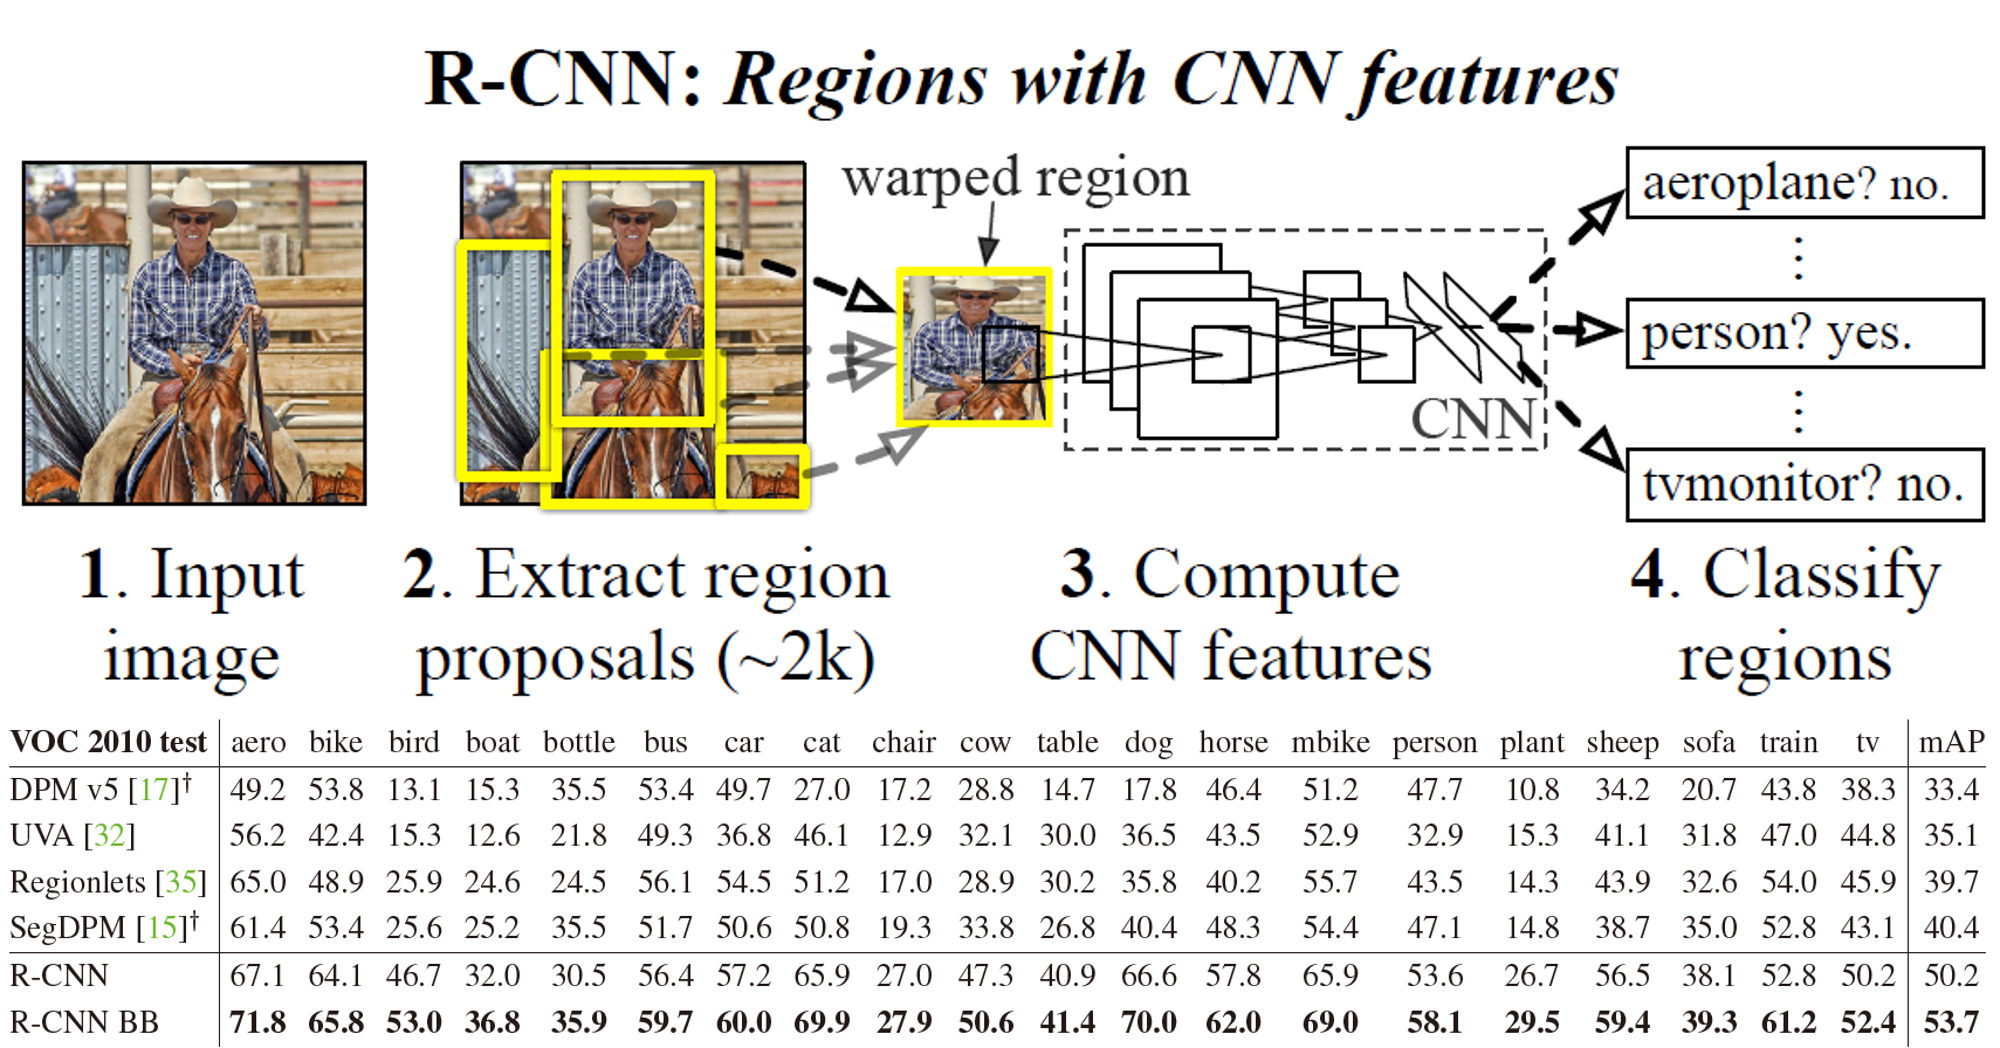 R-CNN: Regions with CNN features
warped region
aeroplane? no.
⋮
person? yes.
⋮
tvmonitor? no.
CNN
1. Input
image
2. Extract region
proposals (~2k)
3. Compute
CNN features
4. Classify
regions
VOC 2010 test aero bike bird boat bottle bus car cat chair cow table dog horse mbike person plant sheep sofa train tv mAP
DPM v5 [17]† 49.2 53.8 13.1 15.3 35.5 53.4 49.7 27.0 17.2 28.8 14.7 17.8 46.4 51.2 47.7 10.8 34.2 20.7 43.8 38.3 33.4
UVA [32] 56.2 42.4 15.3 12.6 21.8 49.3 36.8 46.1 12.9 32.1 30.0 36.5 43.5 52.9 32.9 15.3 41.1 31.8 47.0 44.8 35.1
Regionlets [35] 65.0 48.9 25.9 24.6 24.5 56.1 54.5 51.2 17.0 28.9 30.2 35.8 40.2 55.7 43.5 14.3 43.9 32.6 54.0 45.9 39.7
SegDPM [15]† 61.4 53.4 25.6 25.2 35.5 51.7 50.6 50.8 19.3 33.8 26.8 40.4 48.3 54.4 47.1 14.8 38.7 35.0 52.8 43.1 40.4
R-CNN 67.1 64.1 46.7 32.0 30.5 56.4 57.2 65.9 27.0 47.3 40.9 66.6 57.8 65.9 53.6 26.7 56.5 38.1 52.8 50.2 50.2
R-CNN BB 71.8 65.8 53.0 36.8 35.9 59.7 60.0 69.9 27.9 50.6 41.4 70.0 62.0 69.0 58.1 29.5 59.4 39.3 61.2 52.4 53.7